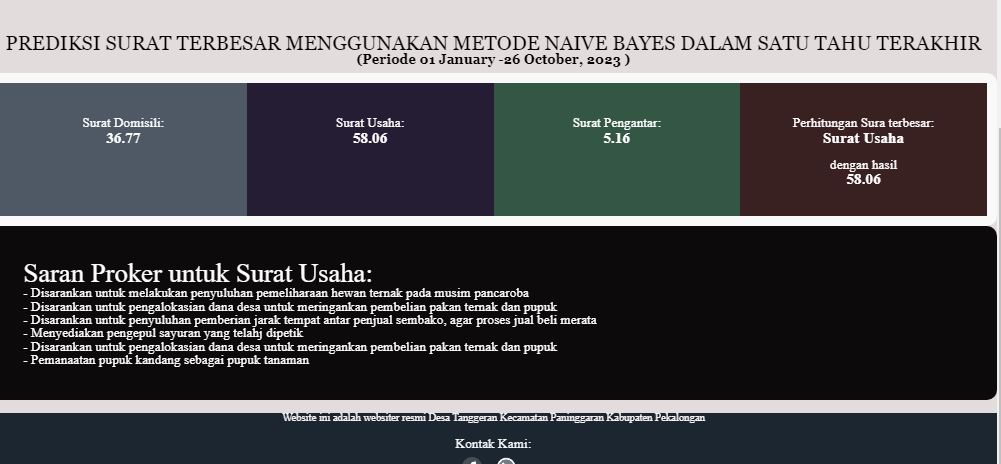 PREDIKSI SURAT TERBESAR MENGGUNAKAN METODE NAIVE BAYES DALAM SATU TAHU TERAKHIR
(Periode 01 January -26 October, 2023 )
Surat Domisili:
36.77
Surat Usaha:
58.06
Surat Pengantar:
5.16
Perhitungan Sura terbesar:
Surat Usaha
dengan hasil
58.06
Saran Proker untuk Surat Usaha:
- Disarankan untuk melakukan penyuluhan pemeliharaan hewan ternak pada musim pancaroba
- Disarankan untuk pengalokasian dana desa untuk meringankan pembelian pakan ternak dan pupuk
- Disarankan untuk penyuluhan pemberian jarak tempat antar penjual sembako, agar proses jual beli merata
- Menyediakan pengepul sayuran yang telahj dipetik
- Disarankan untuk pengalokasian dana desa untuk meringankan pembelian pakan ternak dan pupuk
- Pemanaatan pupuk kandang sebagai pupuk tanaman
Website ini adalah websiter resmi Desa Tanggeran Kecamatan Paninggaran Kabupaten Pekalongan
Kontak Kami: